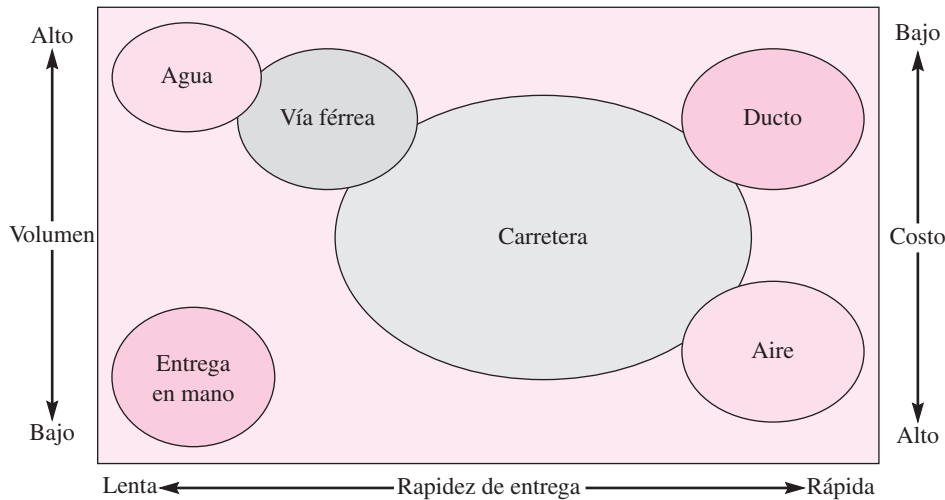 Alto
Bajo
Agua
Vía férrea
Ducto
Volumen
Carretera
Costo
Aire
Entrega
en mano
Bajo
Alto
Lenta
Rapidez de entrega
Rápida